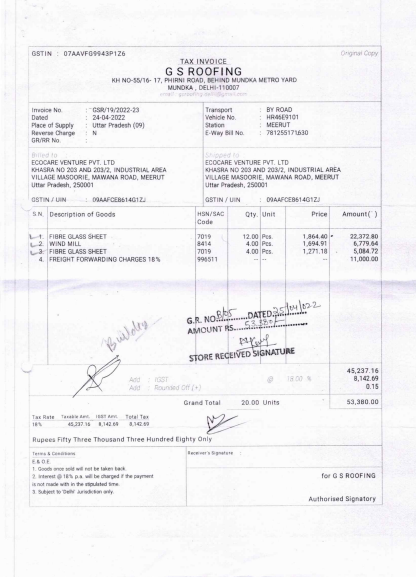 GSTIN : 07AAVFG9943P1Z6
Original Copy
TAX INVOICE
G S ROOFING
KH NO-55/16- 17, PHIRNI ROAD, BEHIND MUNDKA METRO YARD
MUNDKA , DELHI-110007
Invoice No. : GSR/19/2022-23
Dated : 24-04-2022
Place of Supply : Uttar Pradesh (09)
Reverse Charge : N
GR/RR No. :
Transport : BY ROAD
Vehicle No. : HR46E9101
Station : MEERUT
E-Way Bill No. : 781255171630
Billed to
ECOCARE VENTURE PVT. LTD
KHASRA NO 203 AND 203/2, INDUSTRIAL AREA
VILLAGE MASOORIE, MAWANA ROAD, MEERUT
Uttar Pradesh, 250001
GSTIN / UIN : 09AAFCE8614G1ZJ
Shipped to
ECOCARE VENTURE PVT. LTD
KHASRA NO 203 AND 203/2, INDUSTRIAL AREA
VILLAGE MASOORIE, MAWANA ROAD, MEERUT
Uttar Pradesh, 250001
GSTIN / UIN : 09AAFCE8614G1ZJ
S.N. Description of Goods HSN/SAC Code Qty. Unit Price Amount( )
1. FIBRE GLASS SHEET 7019 12.00 Pcs. 1,864.40 22,372.80
2. WIND MILL 8414 4.00 Pcs. 1,694.91 6,779.64
3. FIBRE GLASS SHEET 7019 4.00 Pcs. 1,271.18 5,084.72
4. FREIGHT FORWARDING CHARGES 18% 996511 -- -- 11,000.00
G.R. NO. DATED 25/04/022
AMOUNT RS. 53,380/-
STORE RECEIVED SIGNATURE
45,237.16
Add : IGST @ 18.00 % 8,142.69
Add : Rounded Off (+) 0.15
Grand Total 20.00 Units 53,380.00
Tax Rate Taxable Amt. IGST Amt. Total Tax
18% 45,237.16 8,142.69 8,142.69
Rupees Fifty Three Thousand Three Hundred Eighty Only
Terms & Conditions
E.& O.E.
1. Goods once sold will not be taken back.
2. Interest @ 18% p.a. will be charged if the payment
is not made with in the stipulated time.
3. Subject to 'Delhi' Jurisdiction only.
Receiver's Signature :
for G S ROOFING
Authorised Signatory